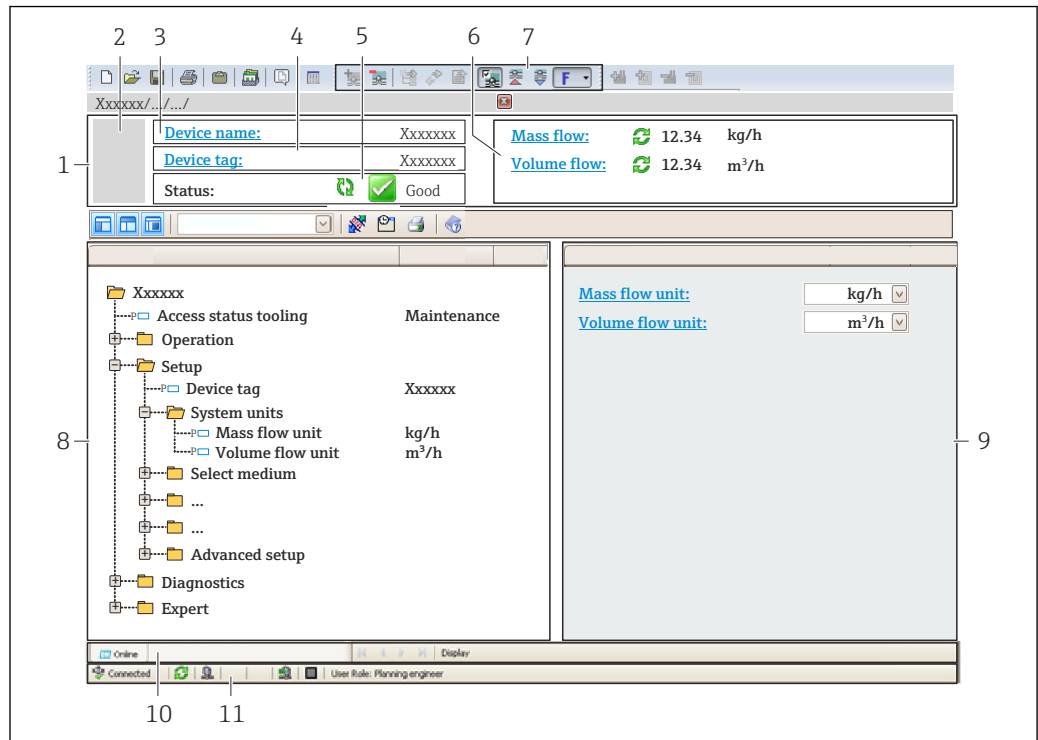 2 3 4 5 6 7
F
Xxxxxx/.../.../
1
Device name: Xxxxxxx
Device tag: Xxxxxxx
Status: Good
Mass flow: 12.34 kg/h
Volume flow: 12.34 m³/h
Xxxxxx
P Access status tooling Maintenance
Operation
Setup
P Device tag Xxxxxx
System units
P Mass flow unit kg/h
P Volume flow unit m³/h
Select medium
...
...
Advanced setup
Diagnostics
Expert
8
Mass flow unit: kg/h
Volume flow unit: m³/h
9
Online Display
Connected User Role: Planning engineer
10 11